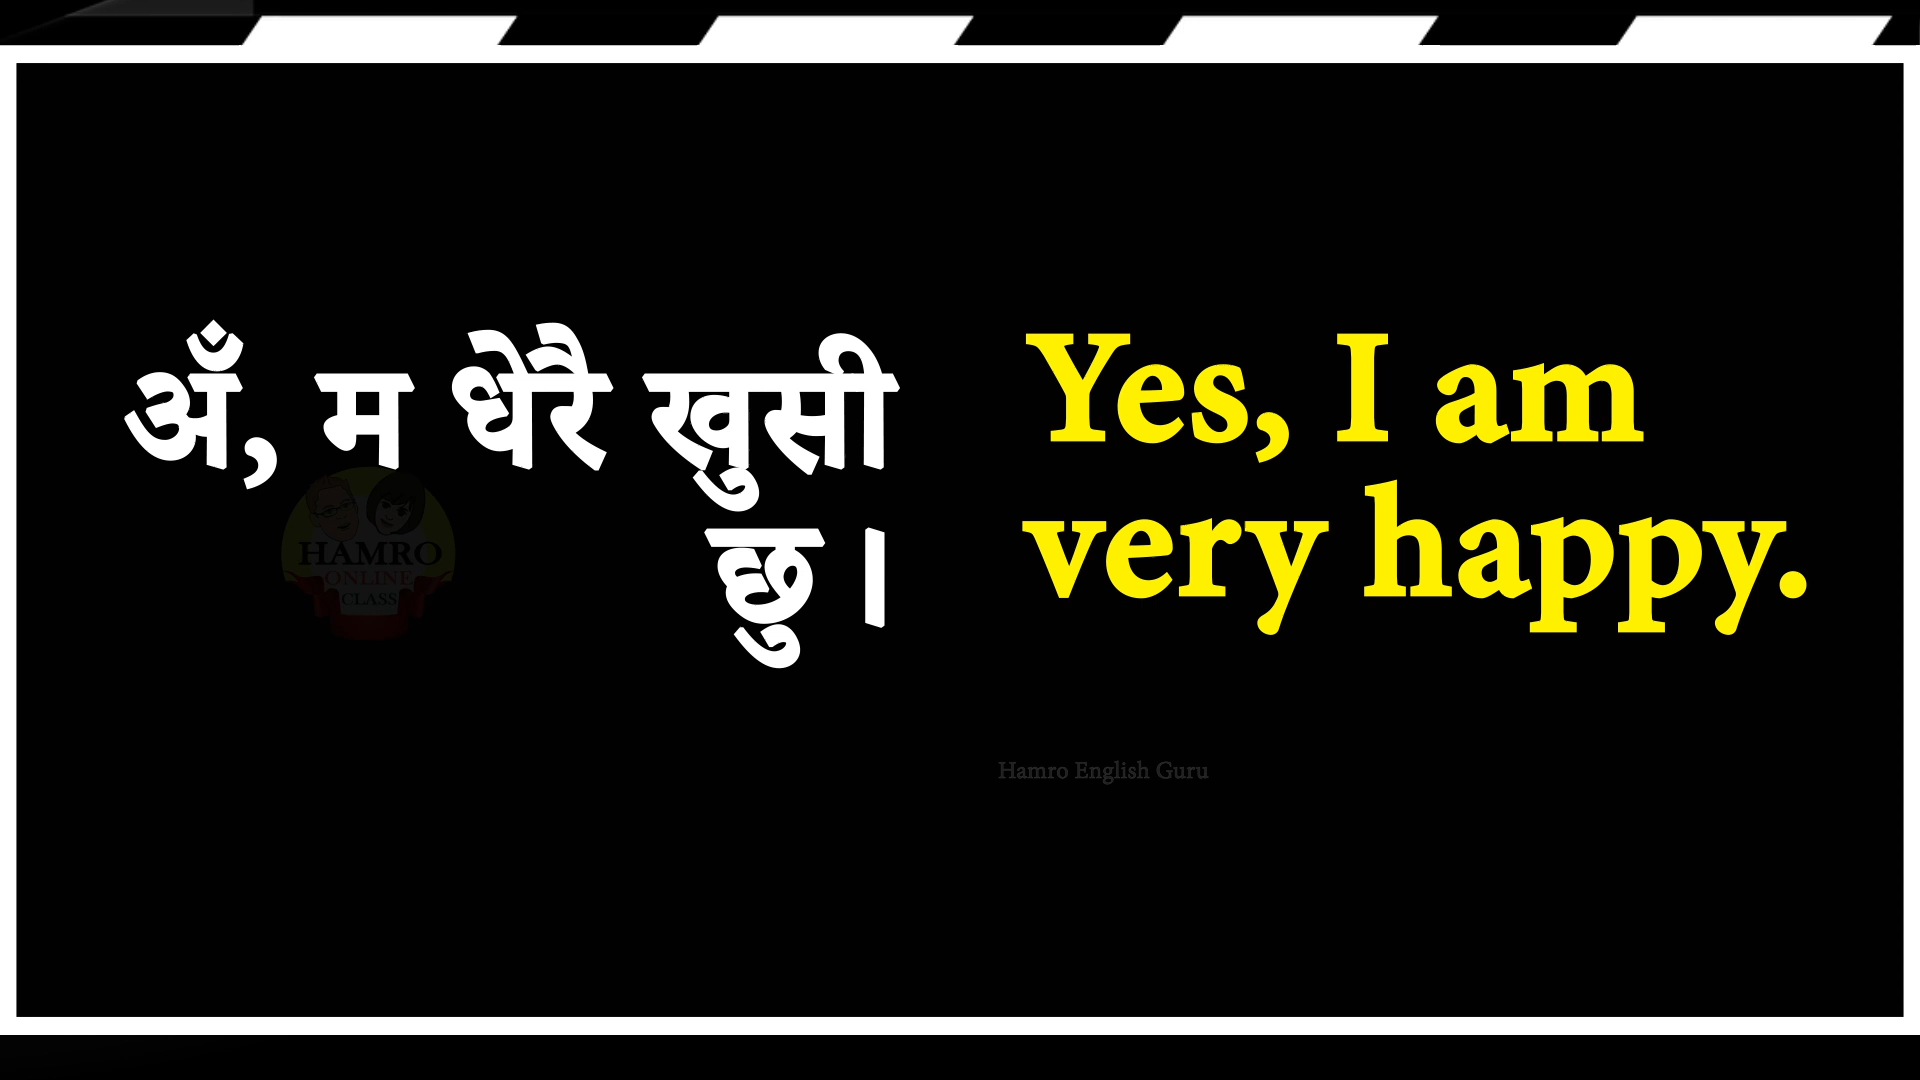 अँ, म धेरै खुसी
छु।
Yes, I am
very happy.
HAMRO
ONLINE
CLASS
Hamro English Guru